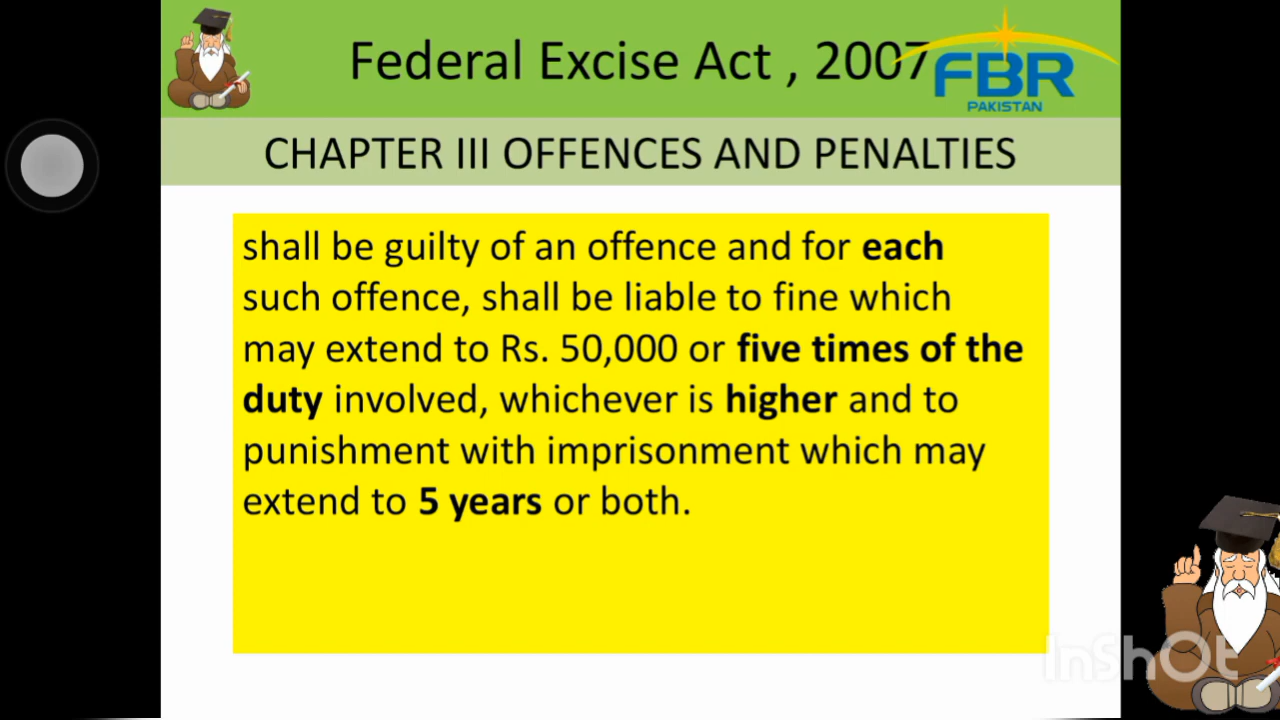 Federal Excise Act , 2007
FBR
PAKISTAN
CHAPTER III OFFENCES AND PENALTIES
shall be guilty of an offence and for each
such offence, shall be liable to fine which
may extend to Rs. 50,000 or five times of the
duty involved, whichever is higher and to
punishment with imprisonment which may
extend to 5 years or both.
InShOt